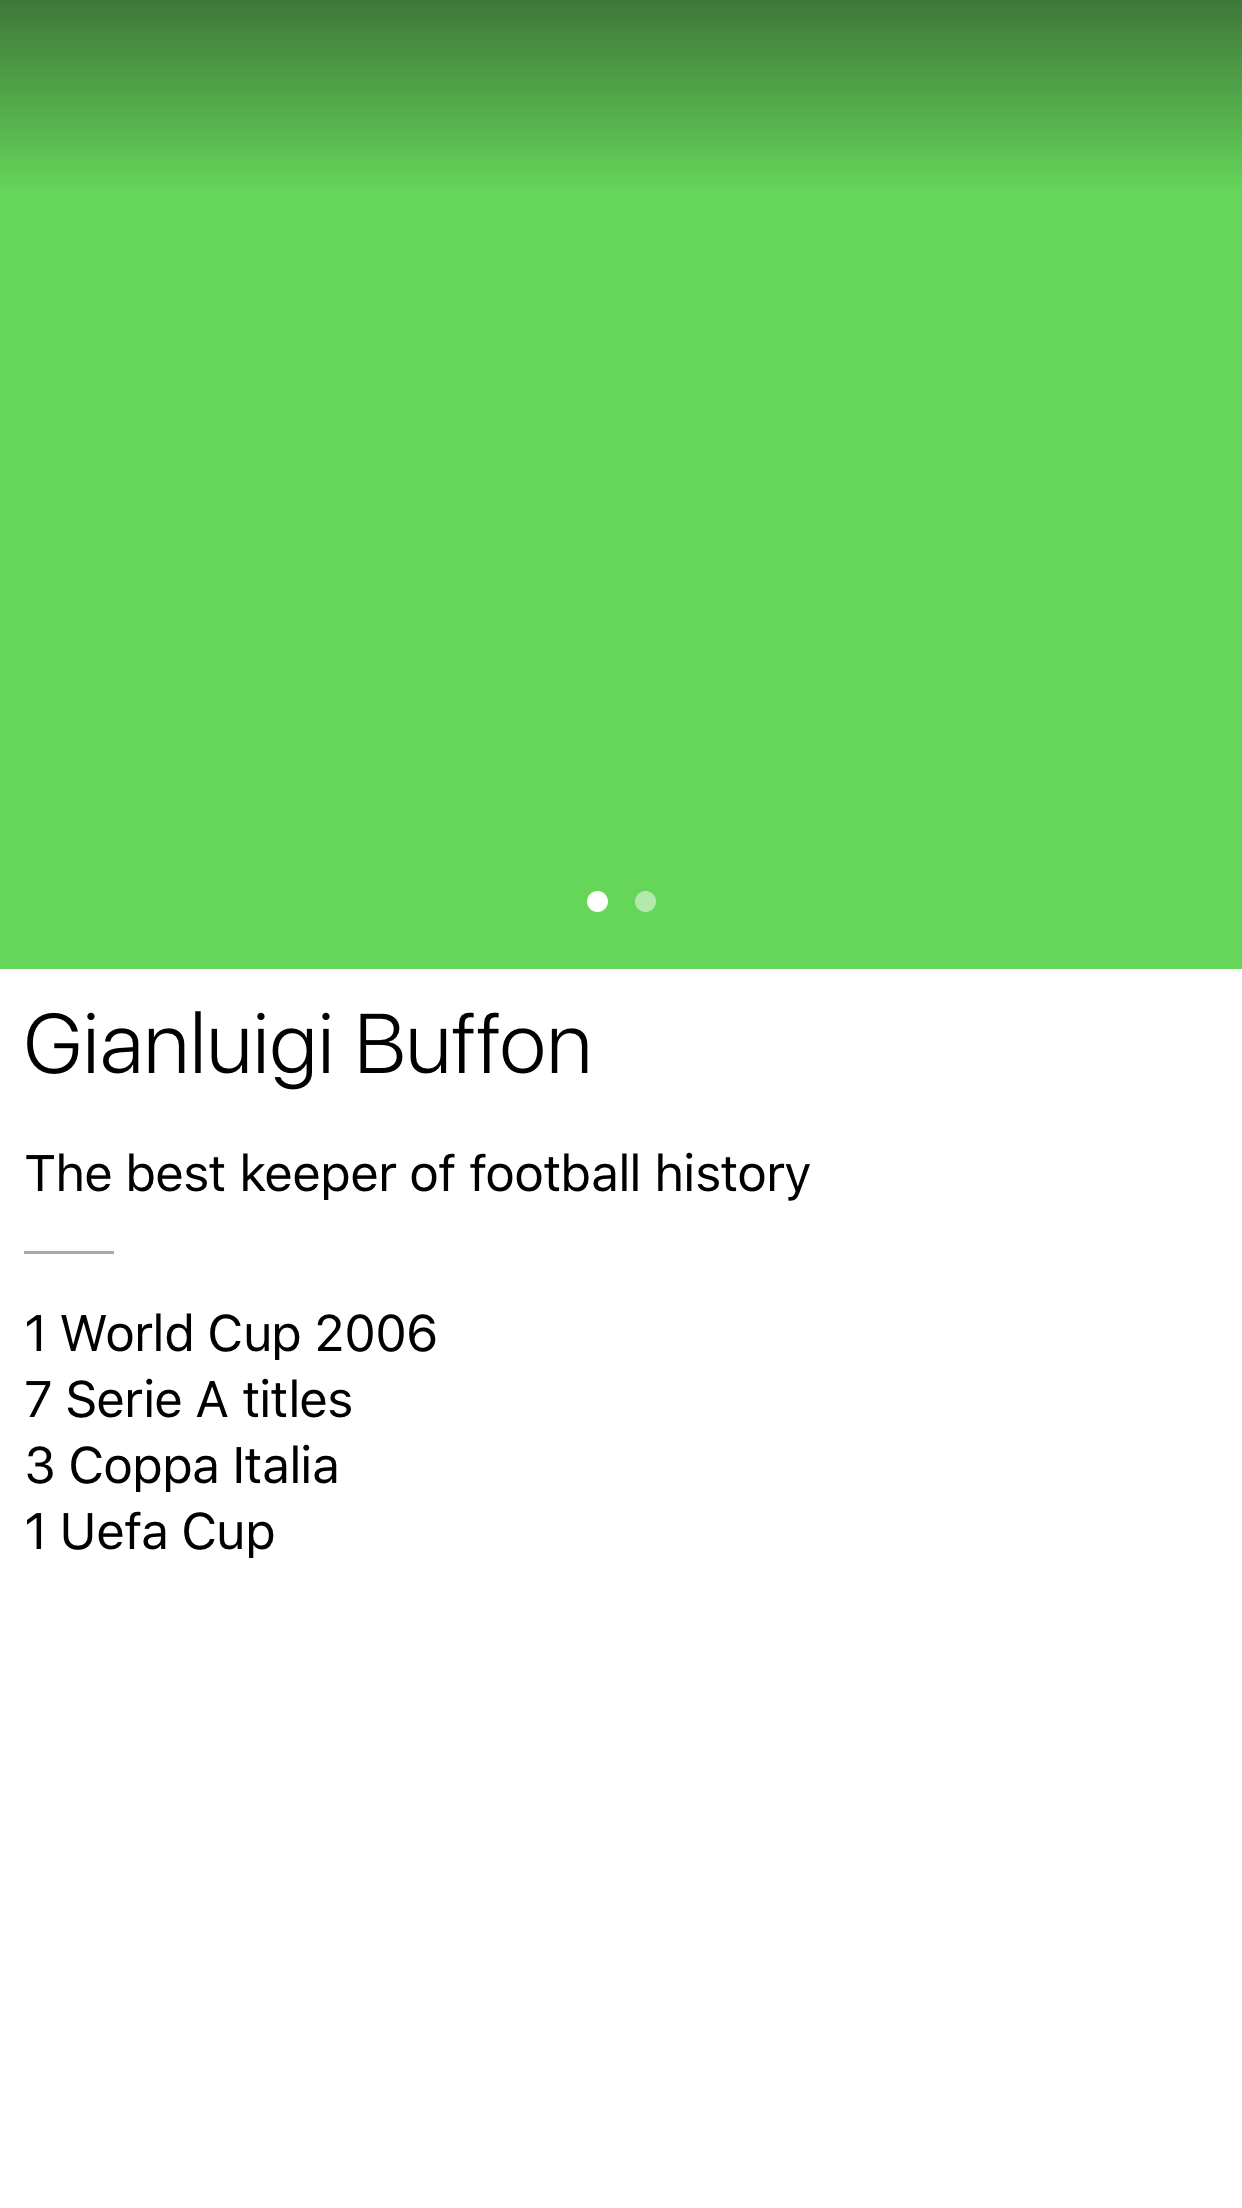 Gianluigi Buffon
The best keeper of football history
1 World Cup 2006
7 Serie A titles
3 Coppa Italia
1 Uefa Cup